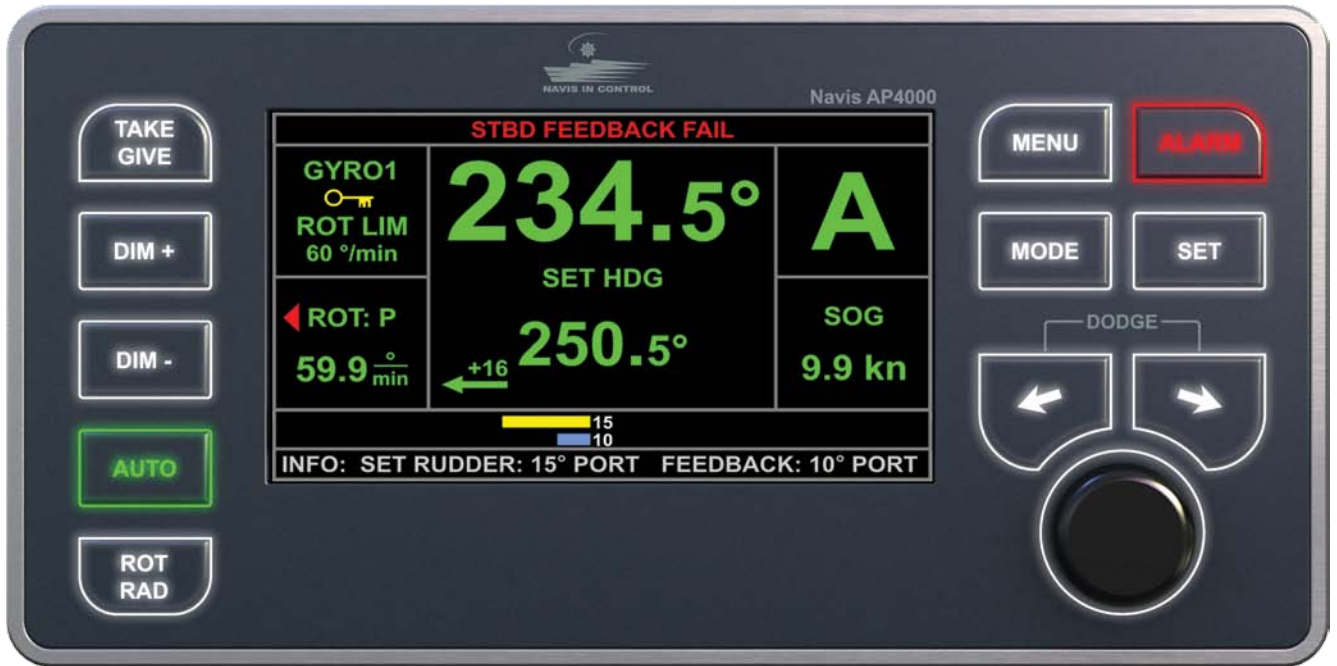 NAVIS IN CONTROL
Navis AP4000
TAKE
GIVE
DIM +
DIM -
AUTO
ROT
RAD
STBD FEEDBACK FAIL
GYRO1
ROT LIM
60 °/min
234.5°
A
SET HDG
ROT: P
59.9 °/min
+16
250.5°
SOG
9.9 kn
15
10
INFO: SET RUDDER: 15° PORT FEEDBACK: 10° PORT
MENU
ALARM
MODE
SET
DODGE